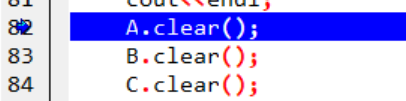 81 cout<<endl;
82 A.clear();
83 B.clear();
84 C.clear();